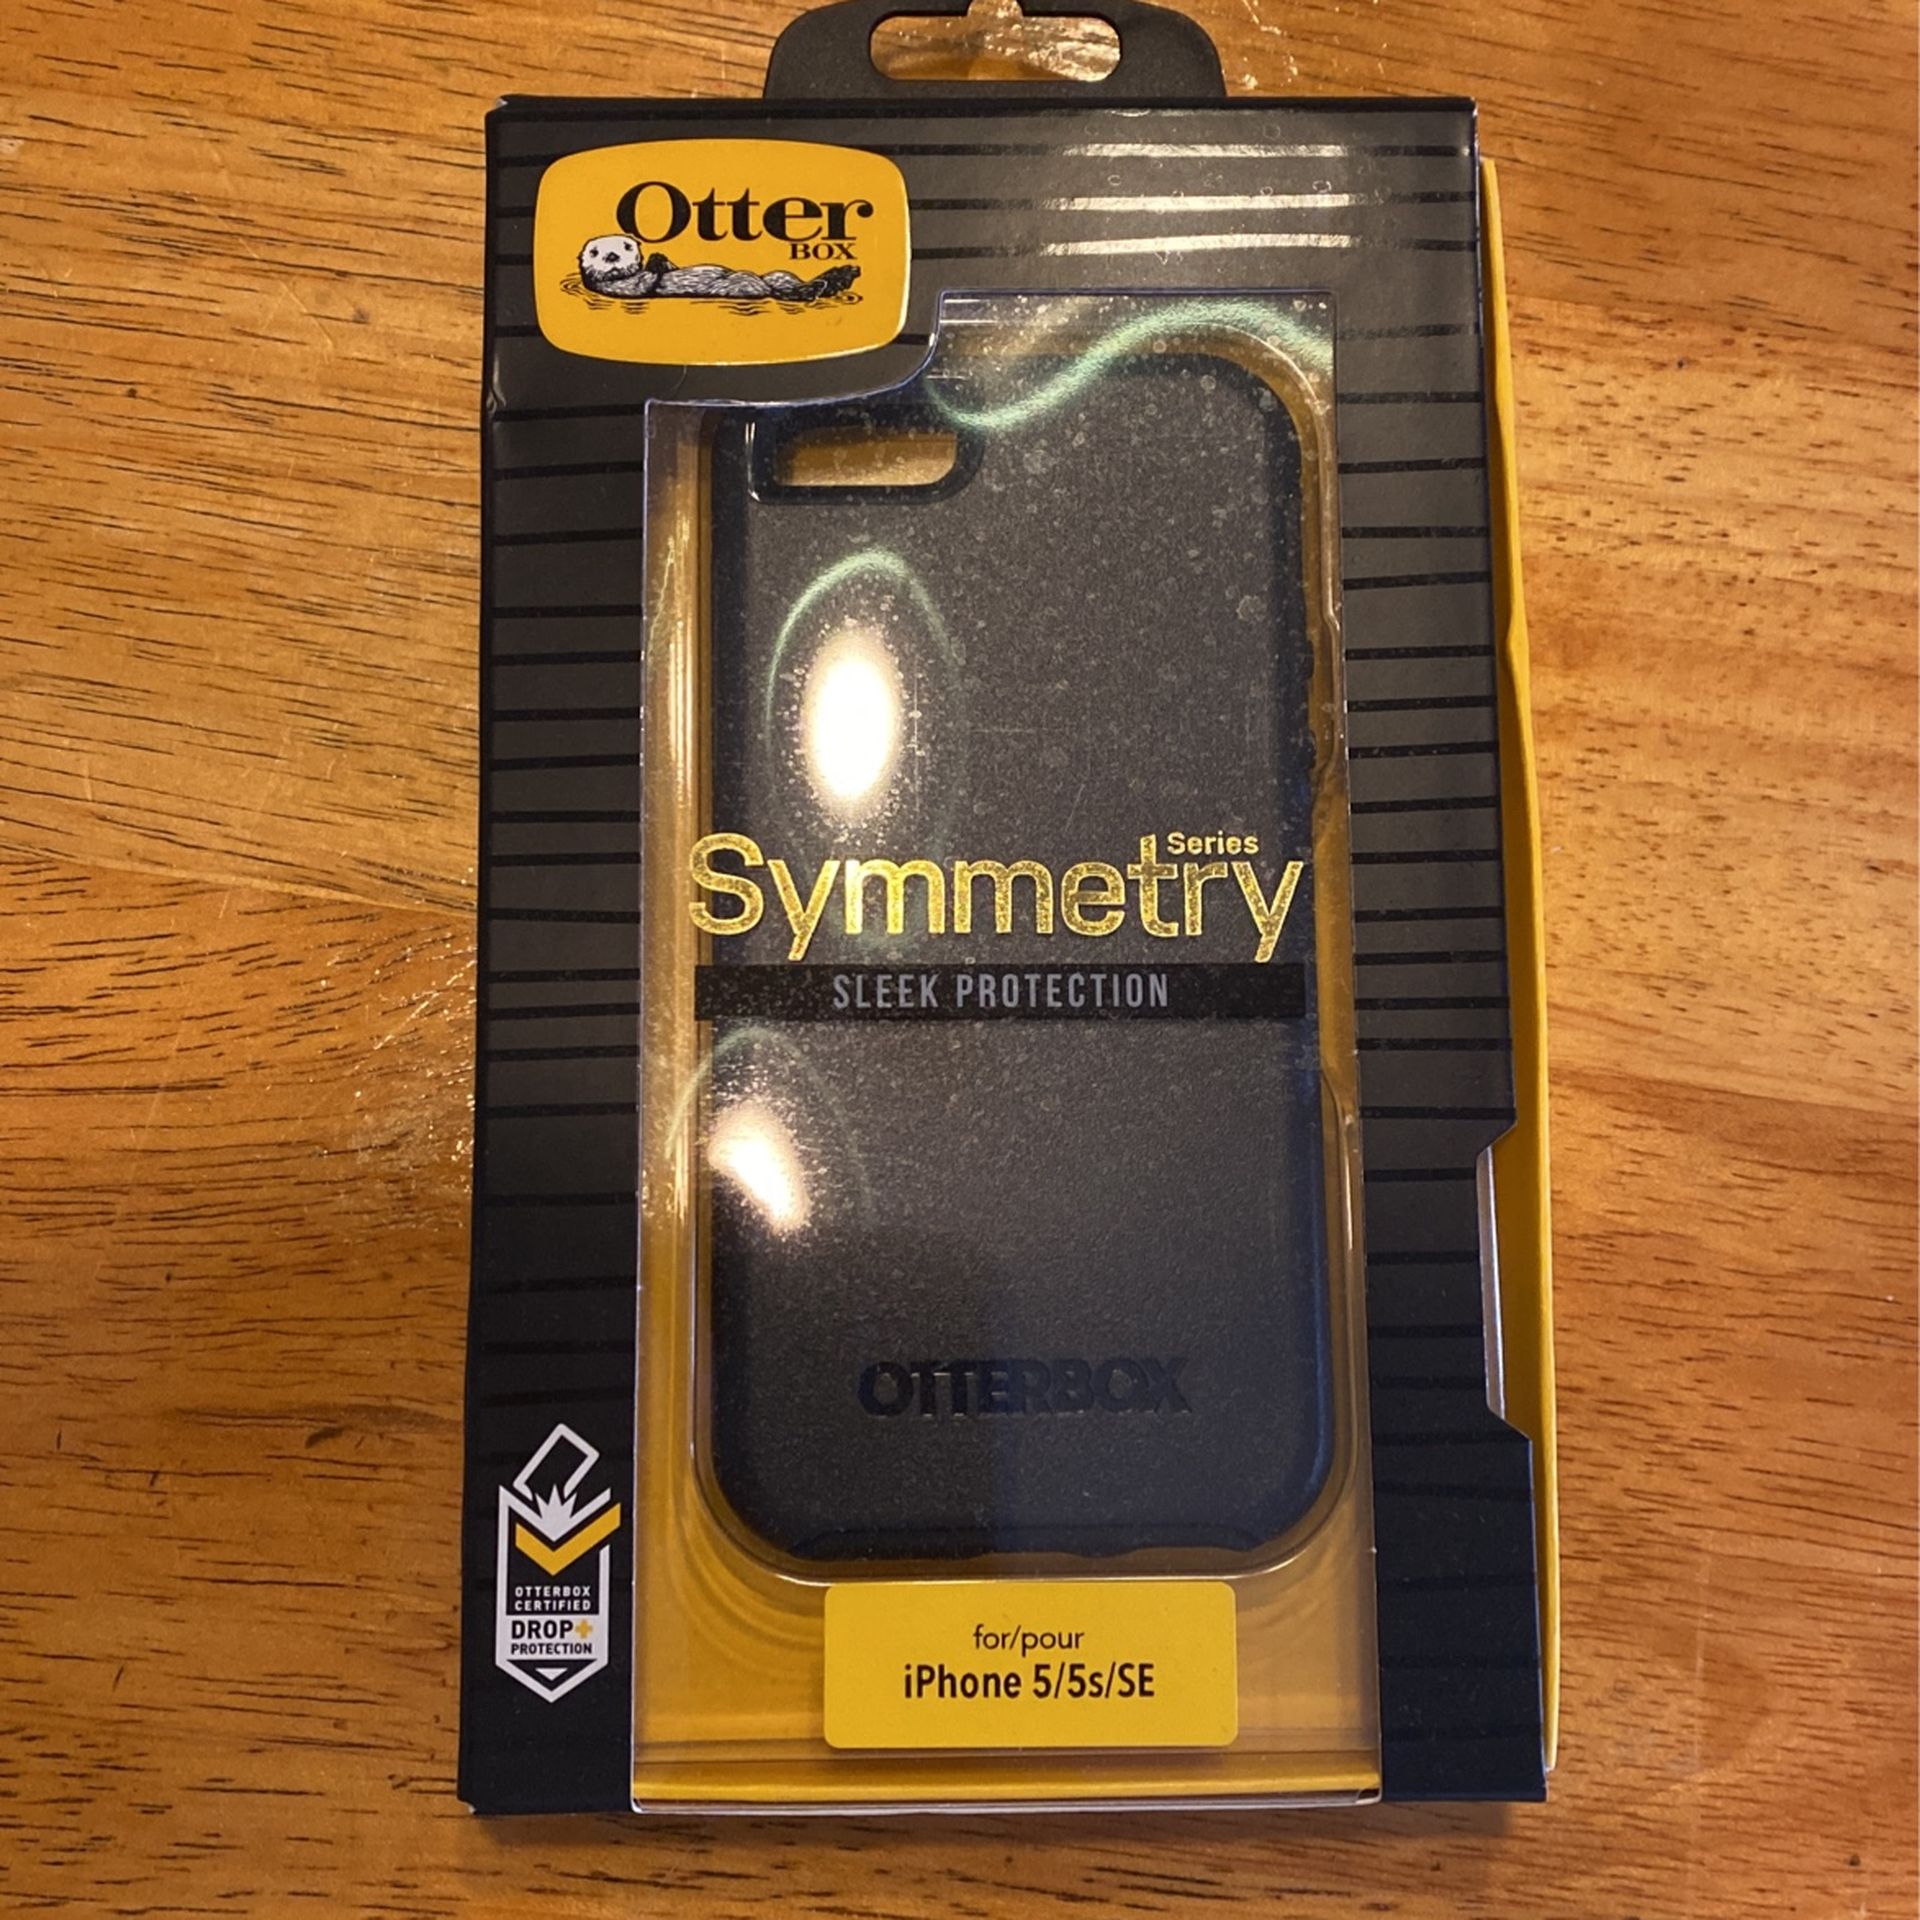 Otter
BOX
Series
Symmetry
SLEEK PROTECTION
OTTERBOX
OTTERBOX
CERTIFIED
DROP+
PROTECTION
for/pour
iPhone 5/5s/SE